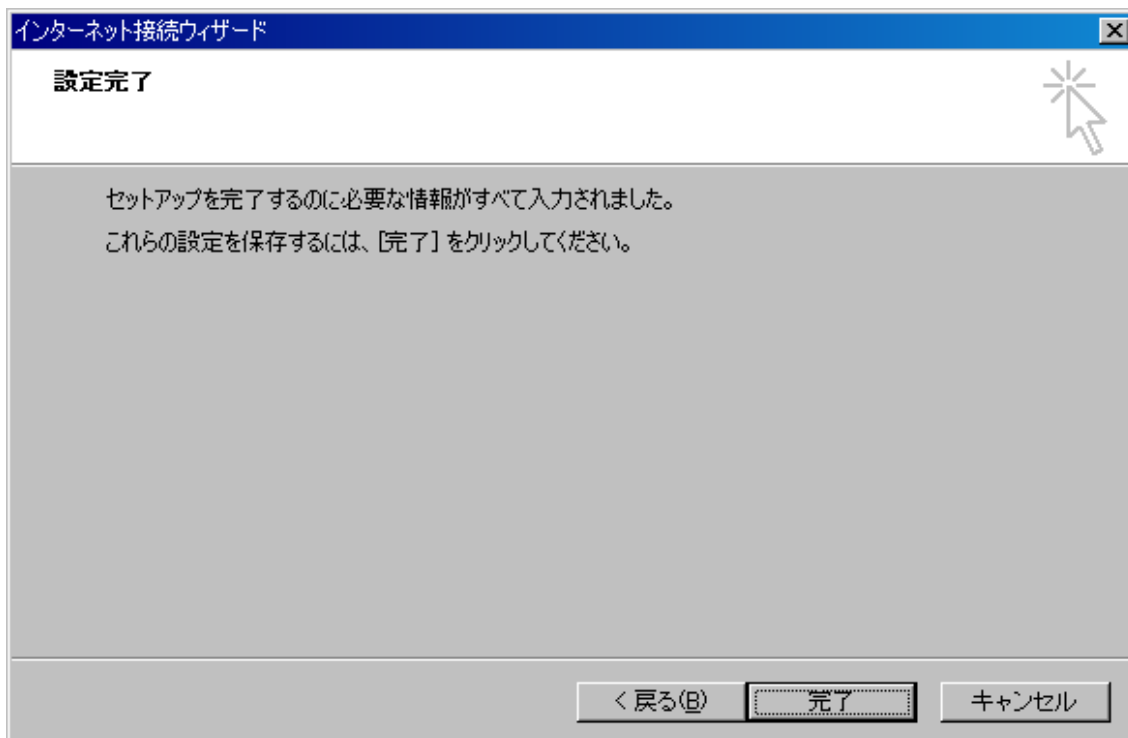 インターネット接続ウィザード
設定完了
セットアップを完了するのに必要な情報がすべて入力されました。
これらの設定を保存するには、[完了] をクリックしてください。
< 戻る(B)
完了
キャンセル